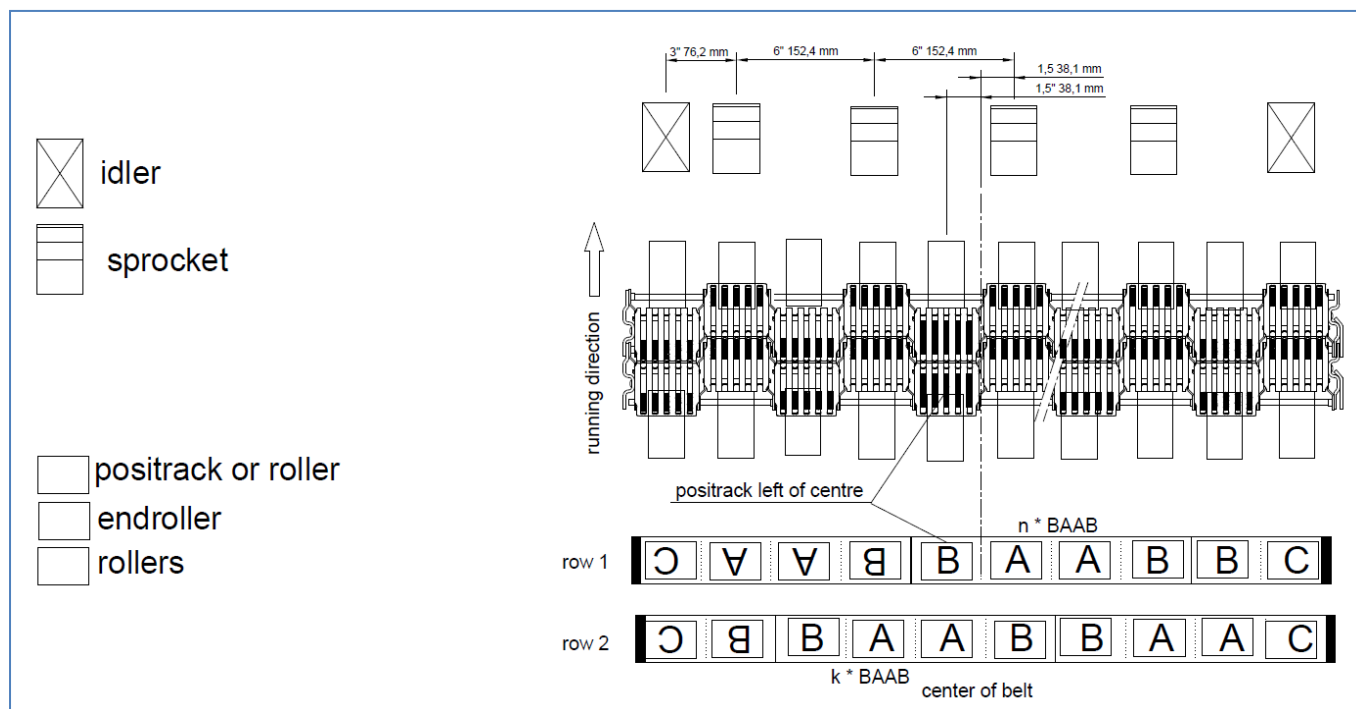 3" 76,2 mm
6" 152,4 mm
6" 152,4 mm
1,5 38,1 mm
1,5" 38,1 mm
idler
sprocket
running direction
positrack or roller
endroller
rollers
positrack left of centre
n * BAAB
row 1 C A A B B A A B B C
row 2 C B B A A B B A A C
k * BAAB
center of belt